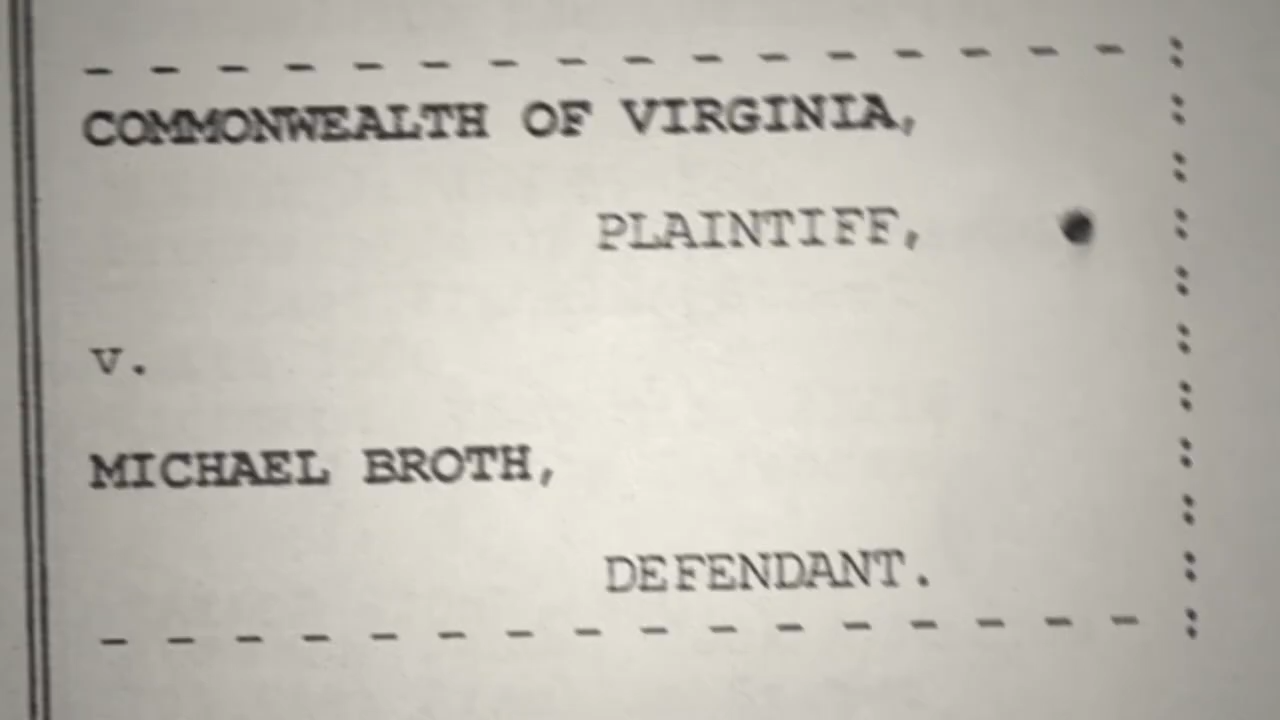 - - - - - - - - - - - - - - - - :
COMMONWEALTH OF VIRGINIA, :
PLAINTIFF, :
v. :
MICHAEL BROTH, :
DEFENDANT. :
- - - - - - - - - - - - - - - - :